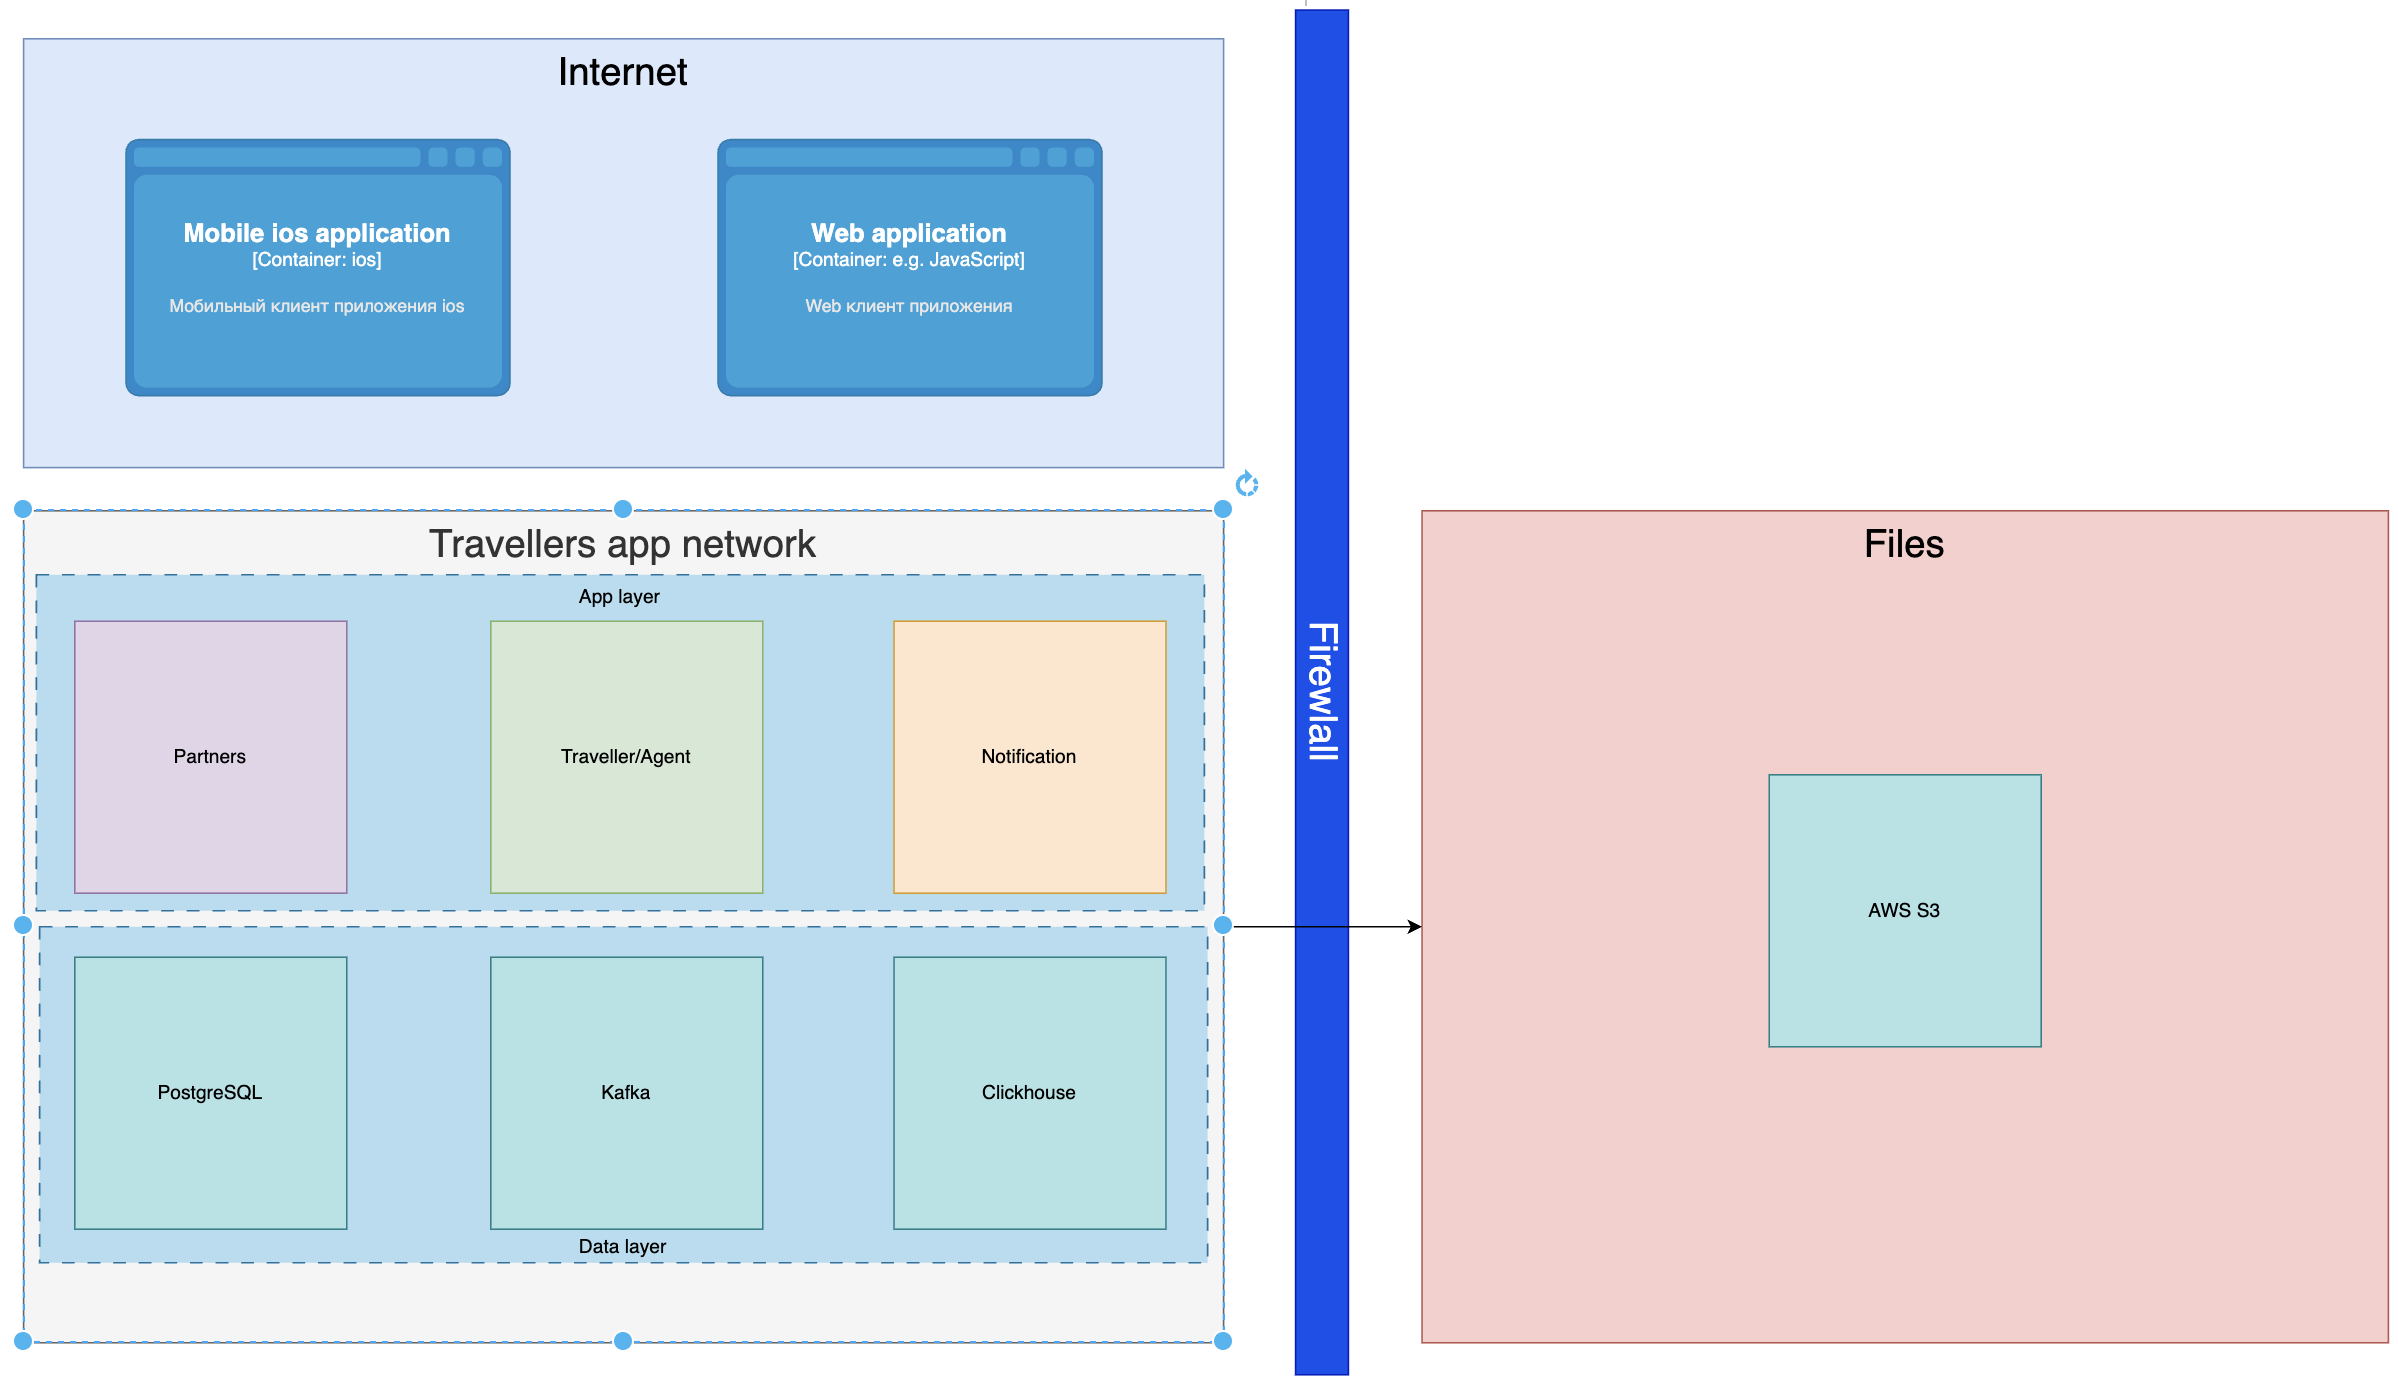 Internet
Mobile ios application
[Container: ios]
Мобильный клиент приложения ios
Web application
[Container: e.g. JavaScript]
Web клиент приложения
Travellers app network
App layer
Partners
Traveller/Agent
Notification
PostgreSQL
Kafka
Clickhouse
Data layer
Firewlall
Files
AWS S3